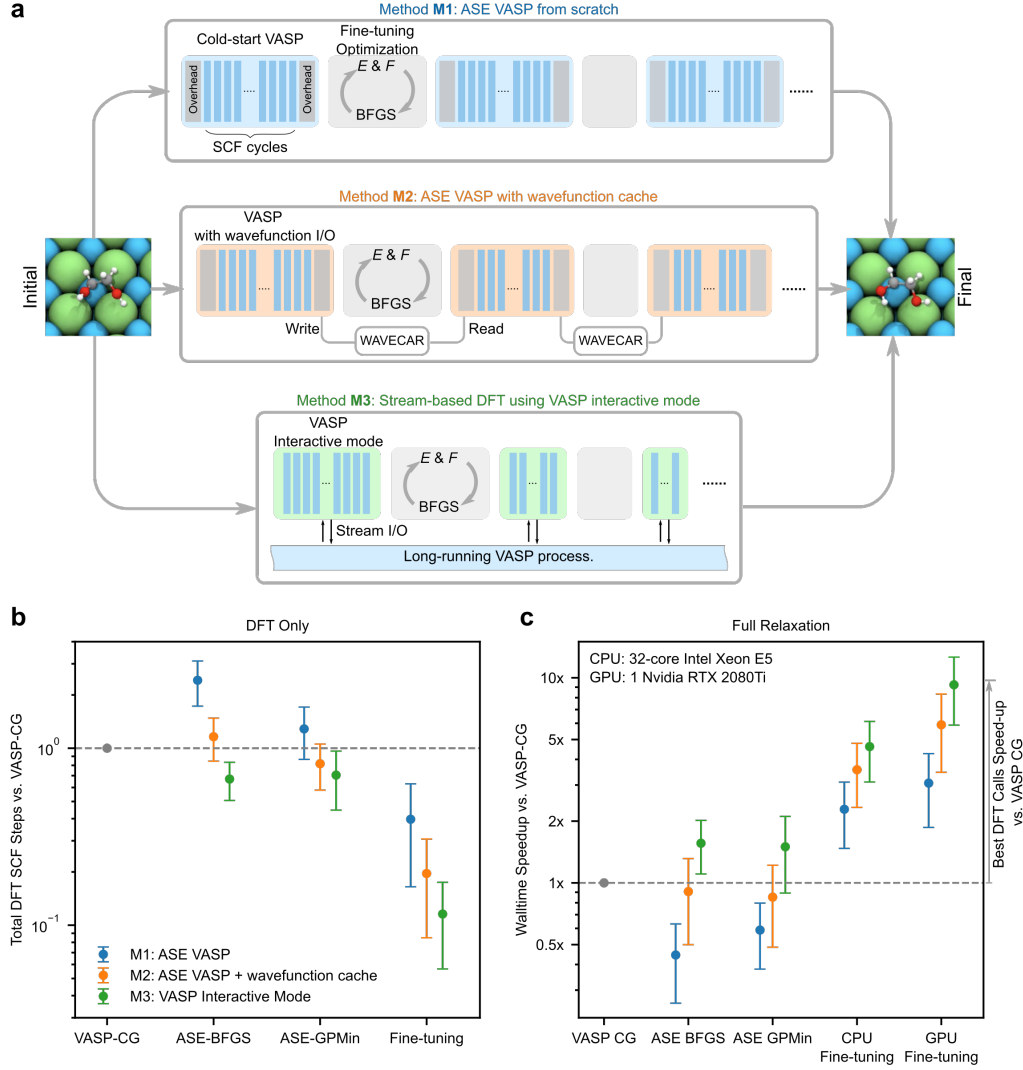 a
Method M1: ASE VASP from scratch
Cold-start VASP
Fine-tuning
Optimization
Overhead
....
Overhead
E & F
BFGS
....
....
......
SCF cycles
Method M2: ASE VASP with wavefunction cache
VASP
with wavefunction I/O
....
E & F
BFGS
....
....
......
Write
WAVECAR
Read
WAVECAR
Initial
Final
Method M3: Stream-based DFT using VASP interactive mode
VASP
Interactive mode
...
E & F
BFGS
...
...
......
Stream I/O
Long-running VASP process.
b
DFT Only
Total DFT SCF Steps vs. VASP-CG
10^0
10^−1
M1: ASE VASP
M2: ASE VASP + wavefunction cache
M3: VASP Interactive Mode
VASP-CG
ASE-BFGS
ASE-GPMin
Fine-tuning
c
Full Relaxation
CPU: 32-core Intel Xeon E5
GPU: 1 Nvidia RTX 2080Ti
Walltime Speedup vs. VASP-CG
10x
5x
2x
1x
0.5x
VASP CG
ASE BFGS
ASE GPMin
CPU
Fine-tuning
GPU
Fine-tuning
Best DFT Calls Speed-up
vs. VASP CG